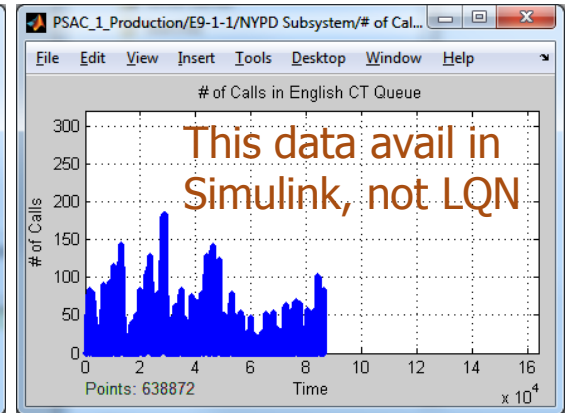 PSAC_1_Production/E9-1-1/NYPD Subsystem/# of Cal...
File Edit View Insert Tools Desktop Window Help
# of Calls in English CT Queue
This data avail in
Simulink, not LQN
# of Calls
300
250
200
150
100
50
0
0 2 4 6 8 10 12 14 16
Points: 638872 Time x 10^4